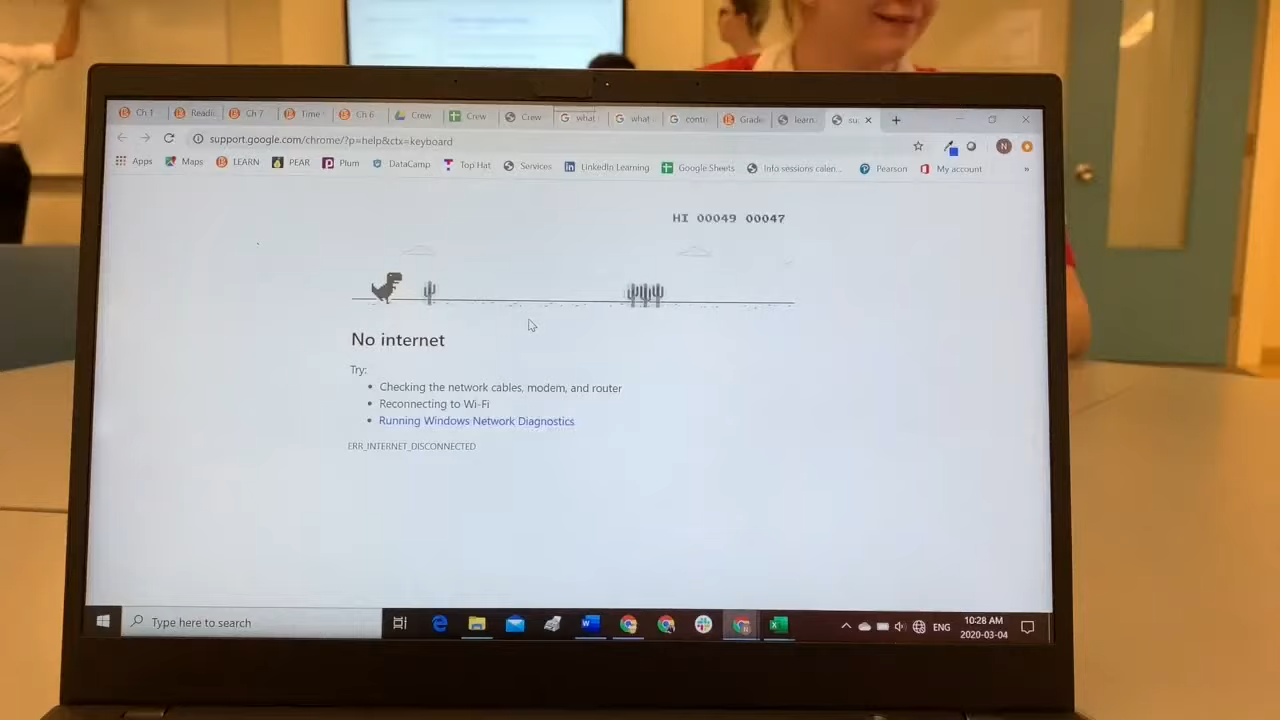 Ch 1 Readi Ch 7 Time Ch 6 Crew Crew Crew what what conti Grade learn. su
support.google.com/chrome/?p=help&ctx=keyboard N
Apps Maps LEARN PEAR Plum DataCamp Top Hat Services LinkedIn Learning Google Sheets Info sessions calen... Pearson My account »
HI 00049 00047
No internet
Try:
• Checking the network cables, modem, and router
• Reconnecting to Wi-Fi
• Running Windows Network Diagnostics
ERR_INTERNET_DISCONNECTED
Type here to search ENG 10:28 AM
2020-03-04